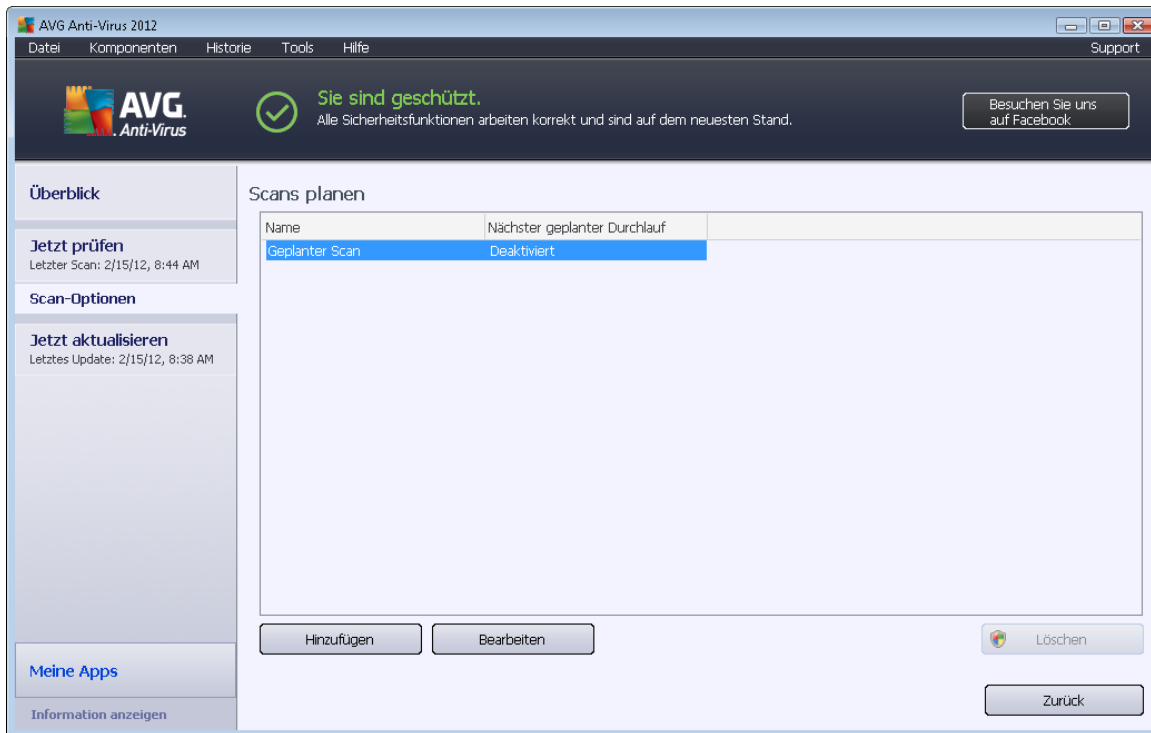 AVG Anti-Virus 2012
Datei Komponenten Historie Tools Hilfe Support
AVG.
Anti-Virus
Sie sind geschützt.
Alle Sicherheitsfunktionen arbeiten korrekt und sind auf dem neuesten Stand.
Besuchen Sie uns
auf Facebook
Überblick
Jetzt prüfen
Letzter Scan: 2/15/12, 8:44 AM
Scan-Optionen
Jetzt aktualisieren
Letztes Update: 2/15/12, 8:38 AM
Meine Apps
Information anzeigen
Scans planen
Name Nächster geplanter Durchlauf
Geplanter Scan Deaktiviert
Hinzufügen Bearbeiten Löschen
Zurück